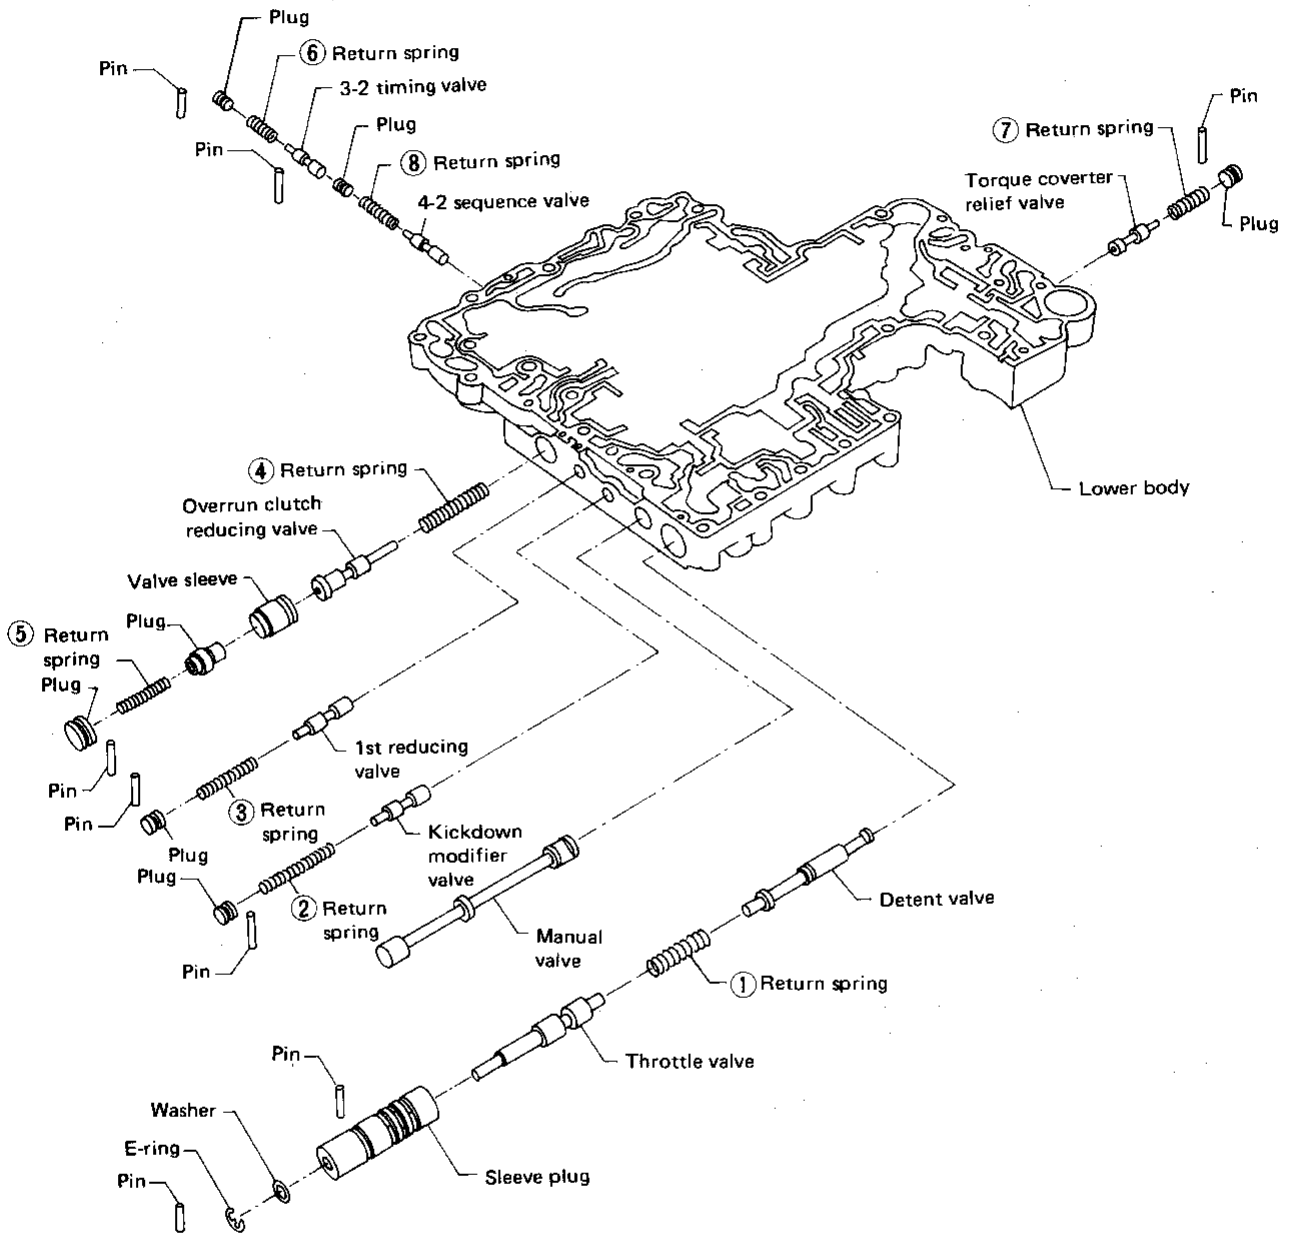 Plug
⑥ Return spring
Pin
3-2 timing valve
Plug
Pin
⑧ Return spring
4-2 sequence valve
Pin
⑦ Return spring
Torque coverter
relief valve
Plug
④ Return spring
Overrun clutch
reducing valve
Lower body
Valve sleeve
Plug
⑤ Return
spring
Plug
1st reducing
valve
Pin
Pin
③ Return
spring
Plug
Kickdown
modifier
valve
Plug
② Return
spring
Pin
Detent valve
Manual
valve
① Return spring
Throttle valve
Pin
Washer
E-ring
Pin
Sleeve plug